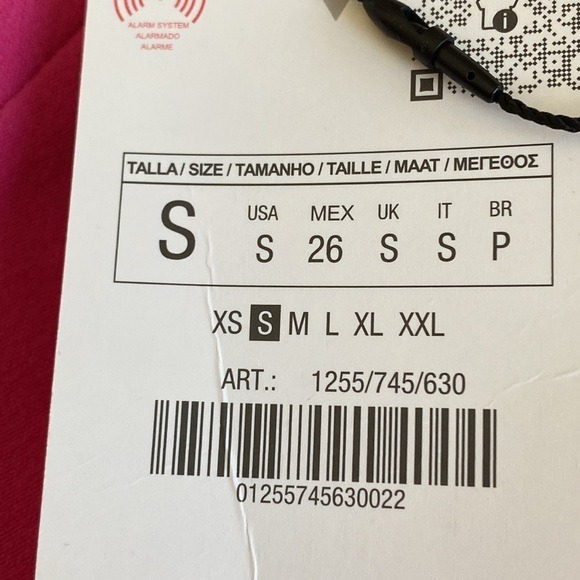 ALARM SYSTEM
ALARMADO
ALARME
TALLA / SIZE / TAMANHO / TAILLE / MAAT / ΜΕΓΕΘΟΣ
S
USA MEX UK IT BR
S 26 S S P
XS S M L XL XXL
ART.: 1255/745/630
01255745630022